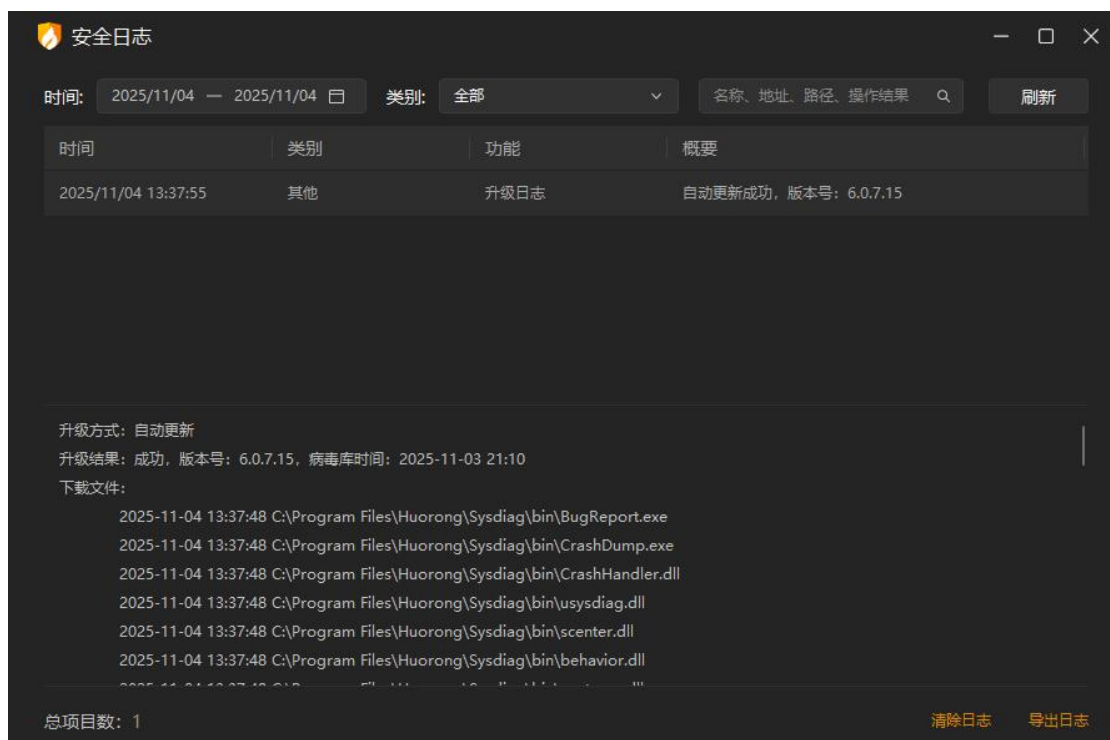 安全日志
时间: 2025/11/04 — 2025/11/04 类别: 全部 名称、地址、路径、操作结果 刷新
时间 类别 功能 概要
2025/11/04 13:37:55 其他 升级日志 自动更新成功，版本号：6.0.7.15
升级方式：自动更新
升级结果：成功，版本号：6.0.7.15，病毒库时间：2025-11-03 21:10
下载文件：
2025-11-04 13:37:48 C:\Program Files\Huorong\Sysdiag\bin\BugReport.exe
2025-11-04 13:37:48 C:\Program Files\Huorong\Sysdiag\bin\CrashDump.exe
2025-11-04 13:37:48 C:\Program Files\Huorong\Sysdiag\bin\CrashHandler.dll
2025-11-04 13:37:48 C:\Program Files\Huorong\Sysdiag\bin\usysdiag.dll
2025-11-04 13:37:48 C:\Program Files\Huorong\Sysdiag\bin\scenter.dll
2025-11-04 13:37:48 C:\Program Files\Huorong\Sysdiag\bin\behavior.dll
总项目数：1 清除日志 导出日志